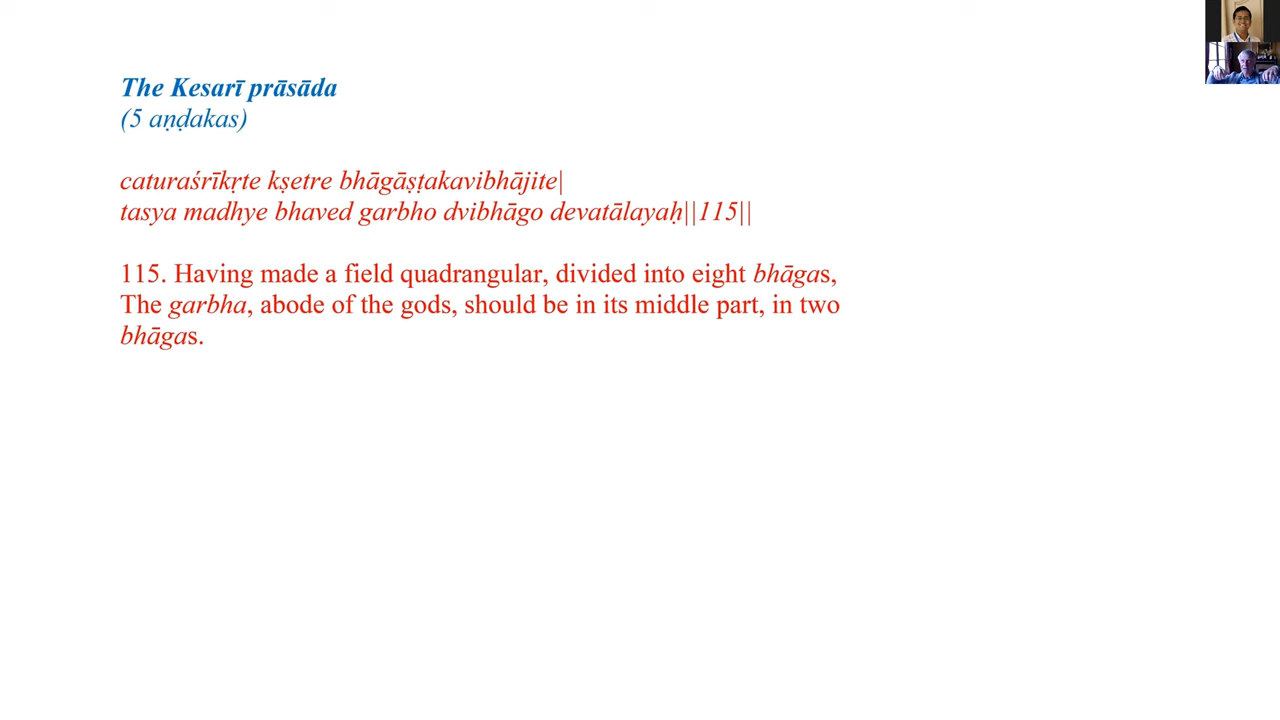 The Kesarī prāsāda
(5 aṇḍakas)
caturaśrīkṛte kṣetre bhāgāṣṭakavibhājite|
tasya madhye bhaved garbho dvibhāgo devatālayaḥ||115||
115. Having made a field quadrangular, divided into eight bhāgas,
The garbha, abode of the gods, should be in its middle part, in two
bhāgas.